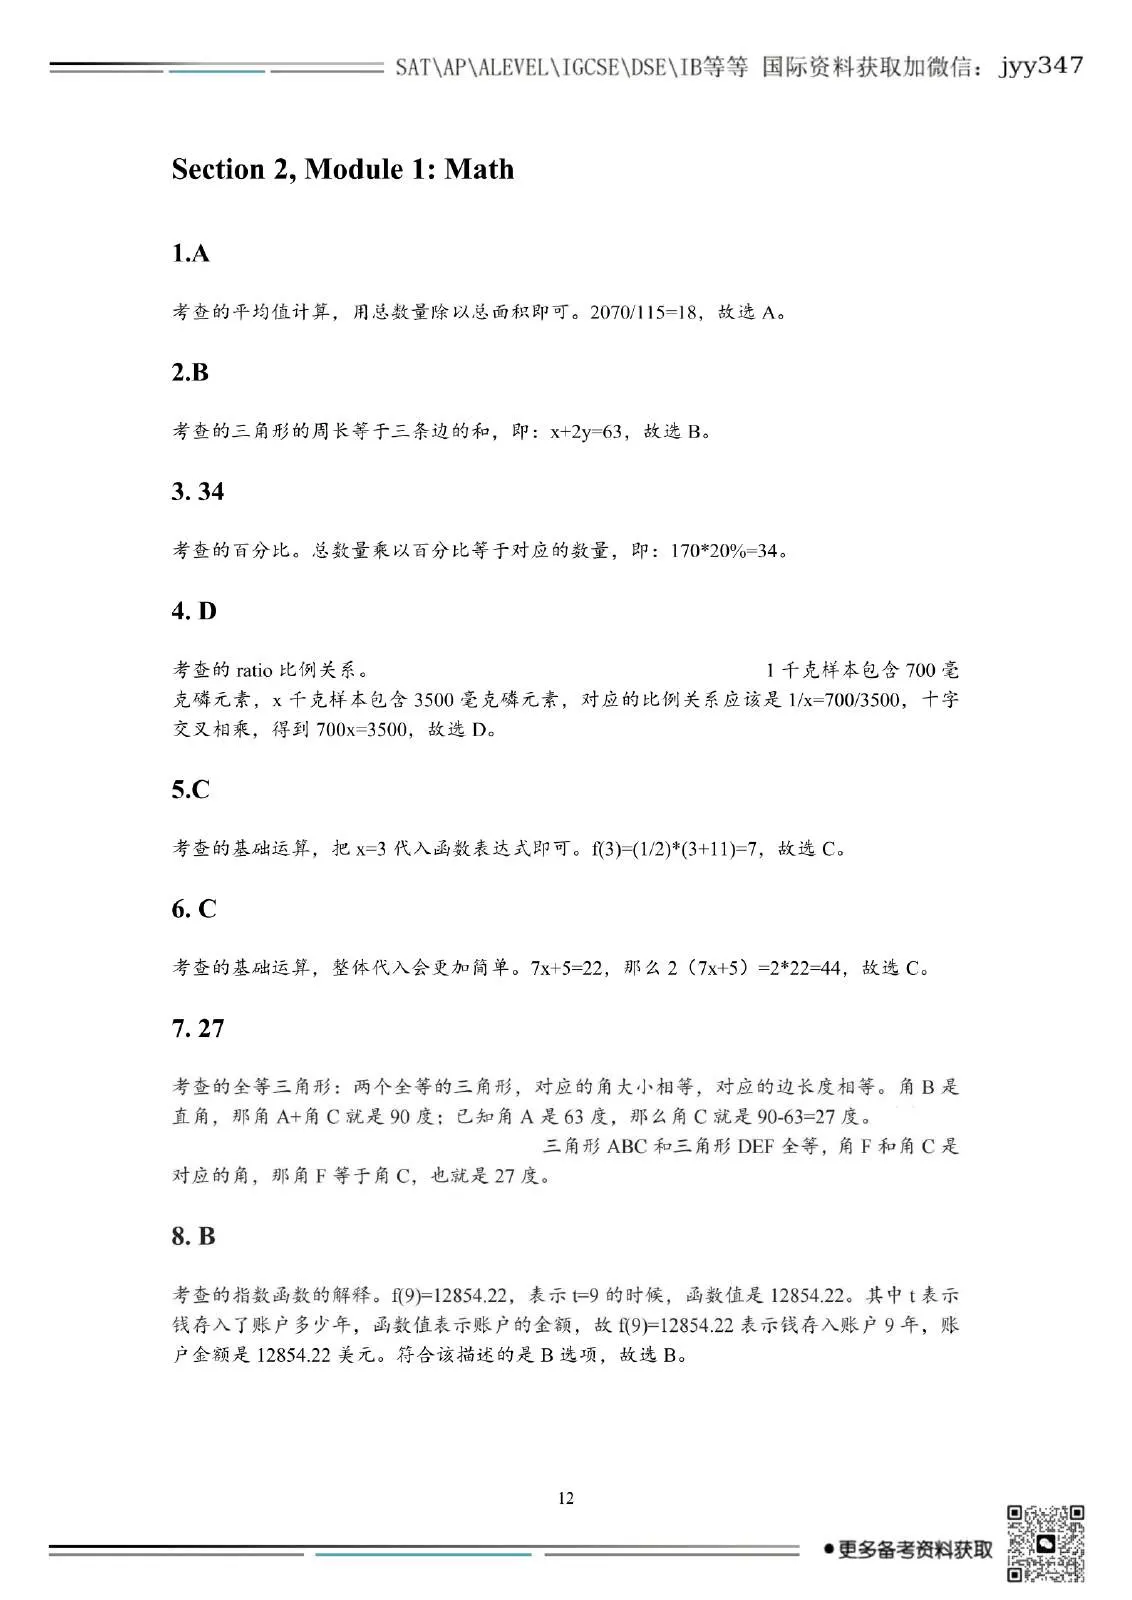 SAT\AP\ALEVEL\IGCSE\DSE\IB等等 国际资料获取加微信：jyy347
Section 2, Module 1: Math
1.A
考查的平均值计算，用总数量除以总面积即可。2070/115=18，故选 A。
2.B
考查的三角形的周长等于三条边的和，即：x+2y=63，故选 B。
3. 34
考查的百分比。总数量乘以百分比等于对应的数量，即：170*20%=34。
4. D
考查的 ratio 比例关系。 1 千克样本包含 700 毫
克磷元素，x 千克样本包含 3500 毫克磷元素，对应的比例关系应该是 1/x=700/3500，十字
交叉相乘，得到 700x=3500，故选 D。
5.C
考查的基础运算，把 x=3 代入函数表达式即可。f(3)=(1/2)*(3+11)=7，故选 C。
6. C
考查的基础运算，整体代入会更加简单。7x+5=22，那么 2（7x+5）=2*22=44，故选 C。
7. 27
考查的全等三角形：两个全等的三角形，对应的角大小相等，对应的边长度相等。角 B 是
直角，那角 A+角 C 就是 90 度；已知角 A 是 63 度，那么角 C 就是 90-63=27 度。
三角形 ABC 和三角形 DEF 全等，角 F 和角 C 是
对应的角，那角 F 等于角 C，也就是 27 度。
8. B
考查的指数函数的解释。f(9)=12854.22，表示 t=9 的时候，函数值是 12854.22。其中 t 表示
钱存入了账户多少年，函数值表示账户的金额，故 f(9)=12854.22 表示钱存入账户 9 年，账
户金额是 12854.22 美元。符合该描述的是 B 选项，故选 B。
12
●更多备考资料获取